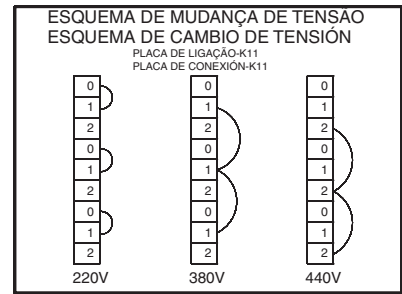 ESQUEMA DE MUDANÇA DE TENSÃO
ESQUEMA DE CAMBIO DE TENSIÓN
PLACA DE LIGAÇÃO-K11
PLACA DE CONEXIÓN-K11
0 0 0
1 1 1
2 2 2
0 0 0
1 1 1
2 2 2
0 0 0
1 1 1
2 2 2
220V 380V 440V